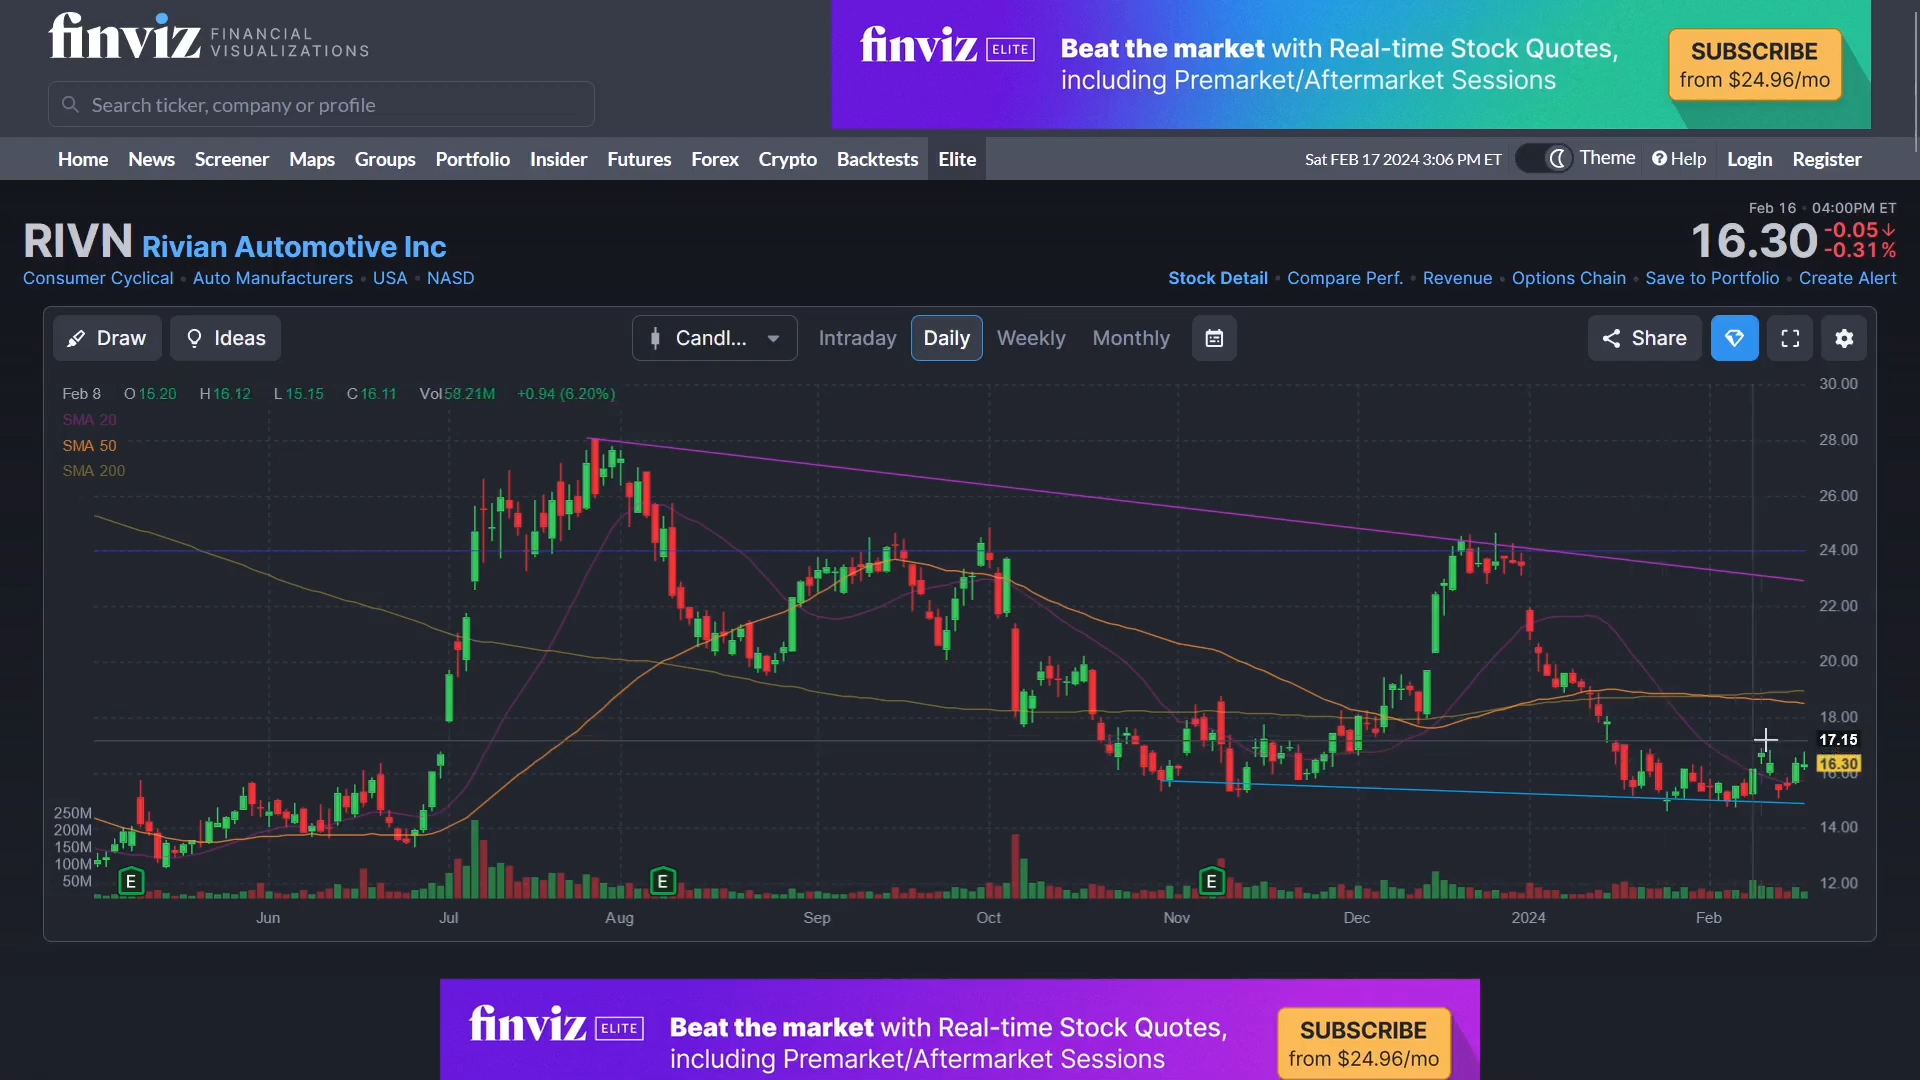 finviz FINANCIAL VISUALIZATIONS
finviz ELITE Beat the market with Real-time Stock Quotes, including Premarket/Aftermarket Sessions
SUBSCRIBE from $24.96/mo
Search ticker, company or profile
Home News Screener Maps Groups Portfolio Insider Futures Forex Crypto Backtests Elite
Sat FEB 17 2024 3:06 PM ET Theme Help Login Register
Feb 16 • 04:00PM ET
RIVN Rivian Automotive Inc
16.30 -0.05↓ -0.31%
Consumer Cyclical • Auto Manufacturers • USA • NASD
Stock Detail • Compare Perf. • Revenue • Options Chain • Save to Portfolio • Create Alert
Draw Ideas Candl... Intraday Daily Weekly Monthly Share
Feb 8 O 15.20 H 16.12 L 15.15 C 16.11 Vol 58.21M +0.94 (6.20%)
SMA 20
SMA 50
SMA 200
30.00
28.00
26.00
24.00
22.00
20.00
18.00
17.15
16.30
16.00
14.00
12.00
250M
200M
150M
100M
50M
E E E
Jun Jul Aug Sep Oct Nov Dec 2024 Feb
finviz ELITE Beat the market with Real-time Stock Quotes, including Premarket/Aftermarket Sessions
SUBSCRIBE from $24.96/mo